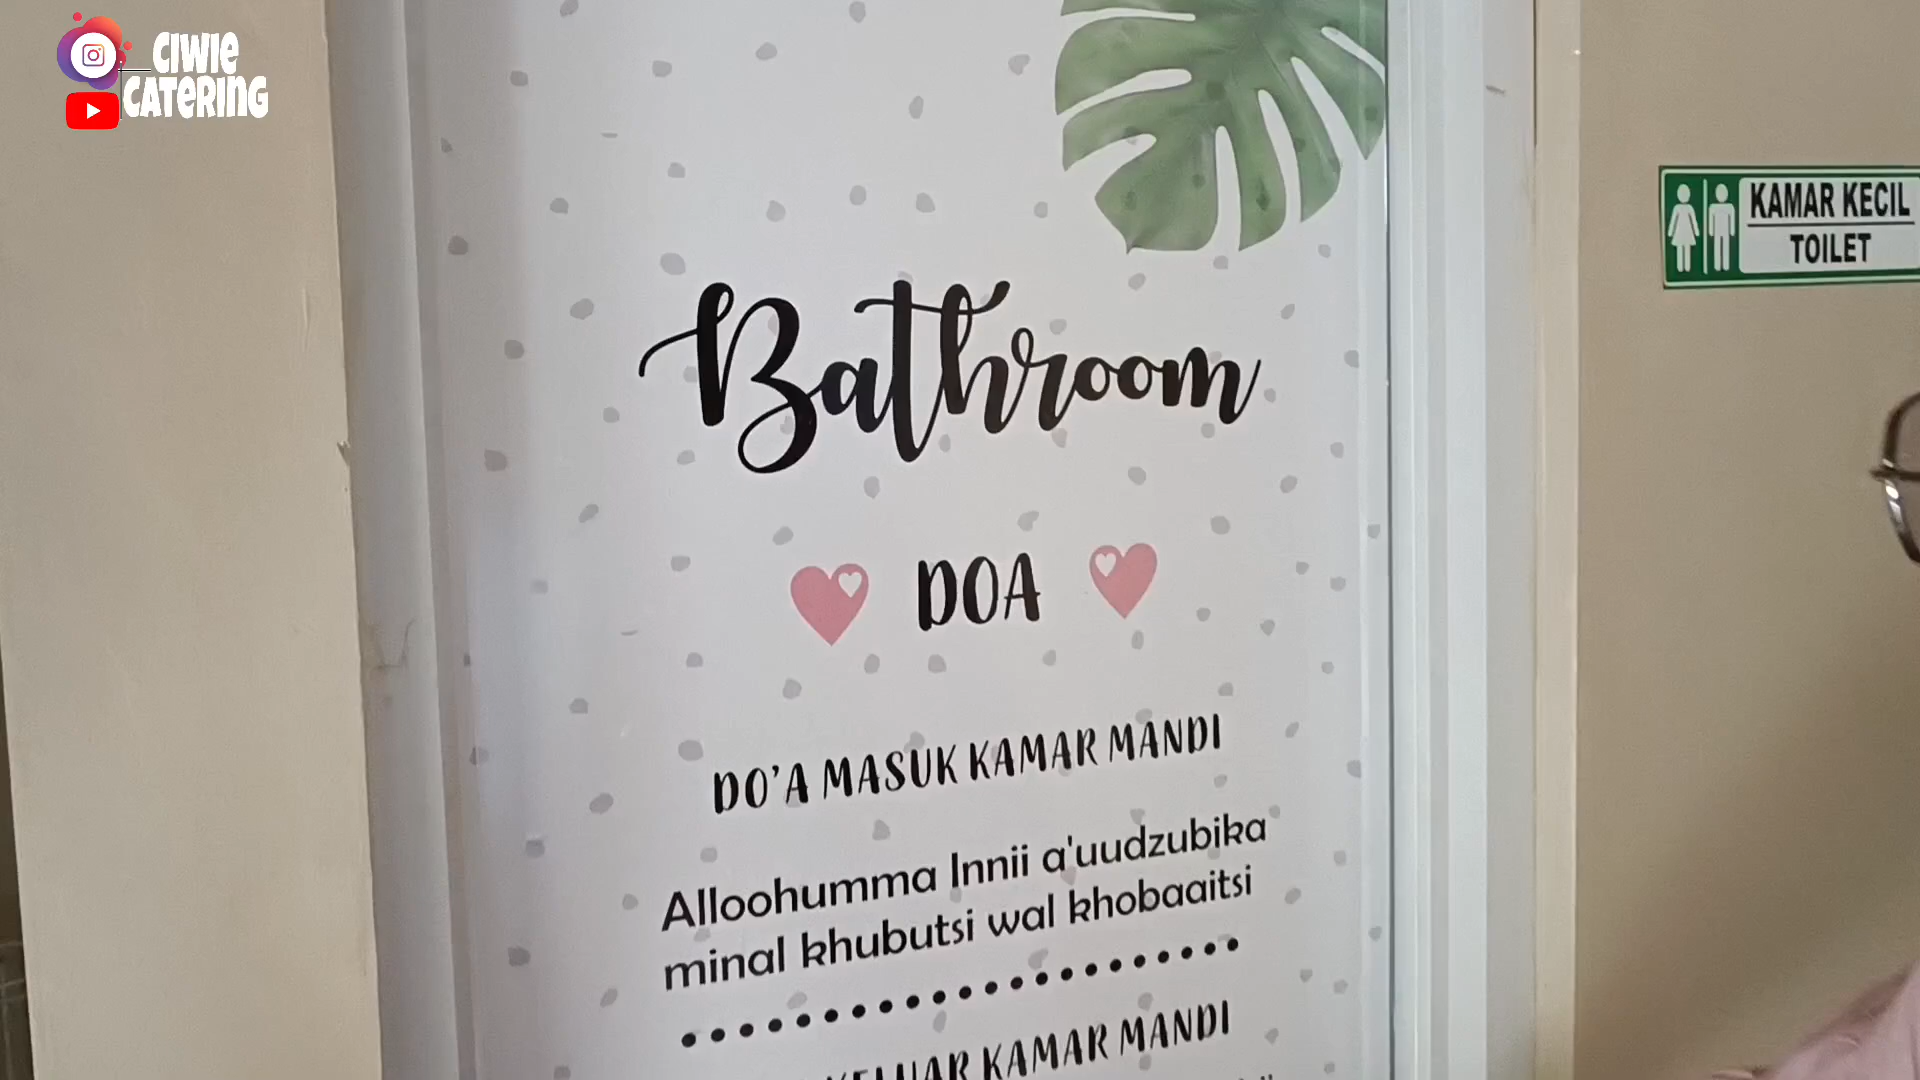 CIWIE
CATERING
KAMAR KECIL
TOILET
Bathroom
DOA
DO'A MASUK KAMAR MANDI
Alloohumma Innii a'uudzubika
minal khubutsi wal khobaaitsi
KELUAR KAMAR MANDI